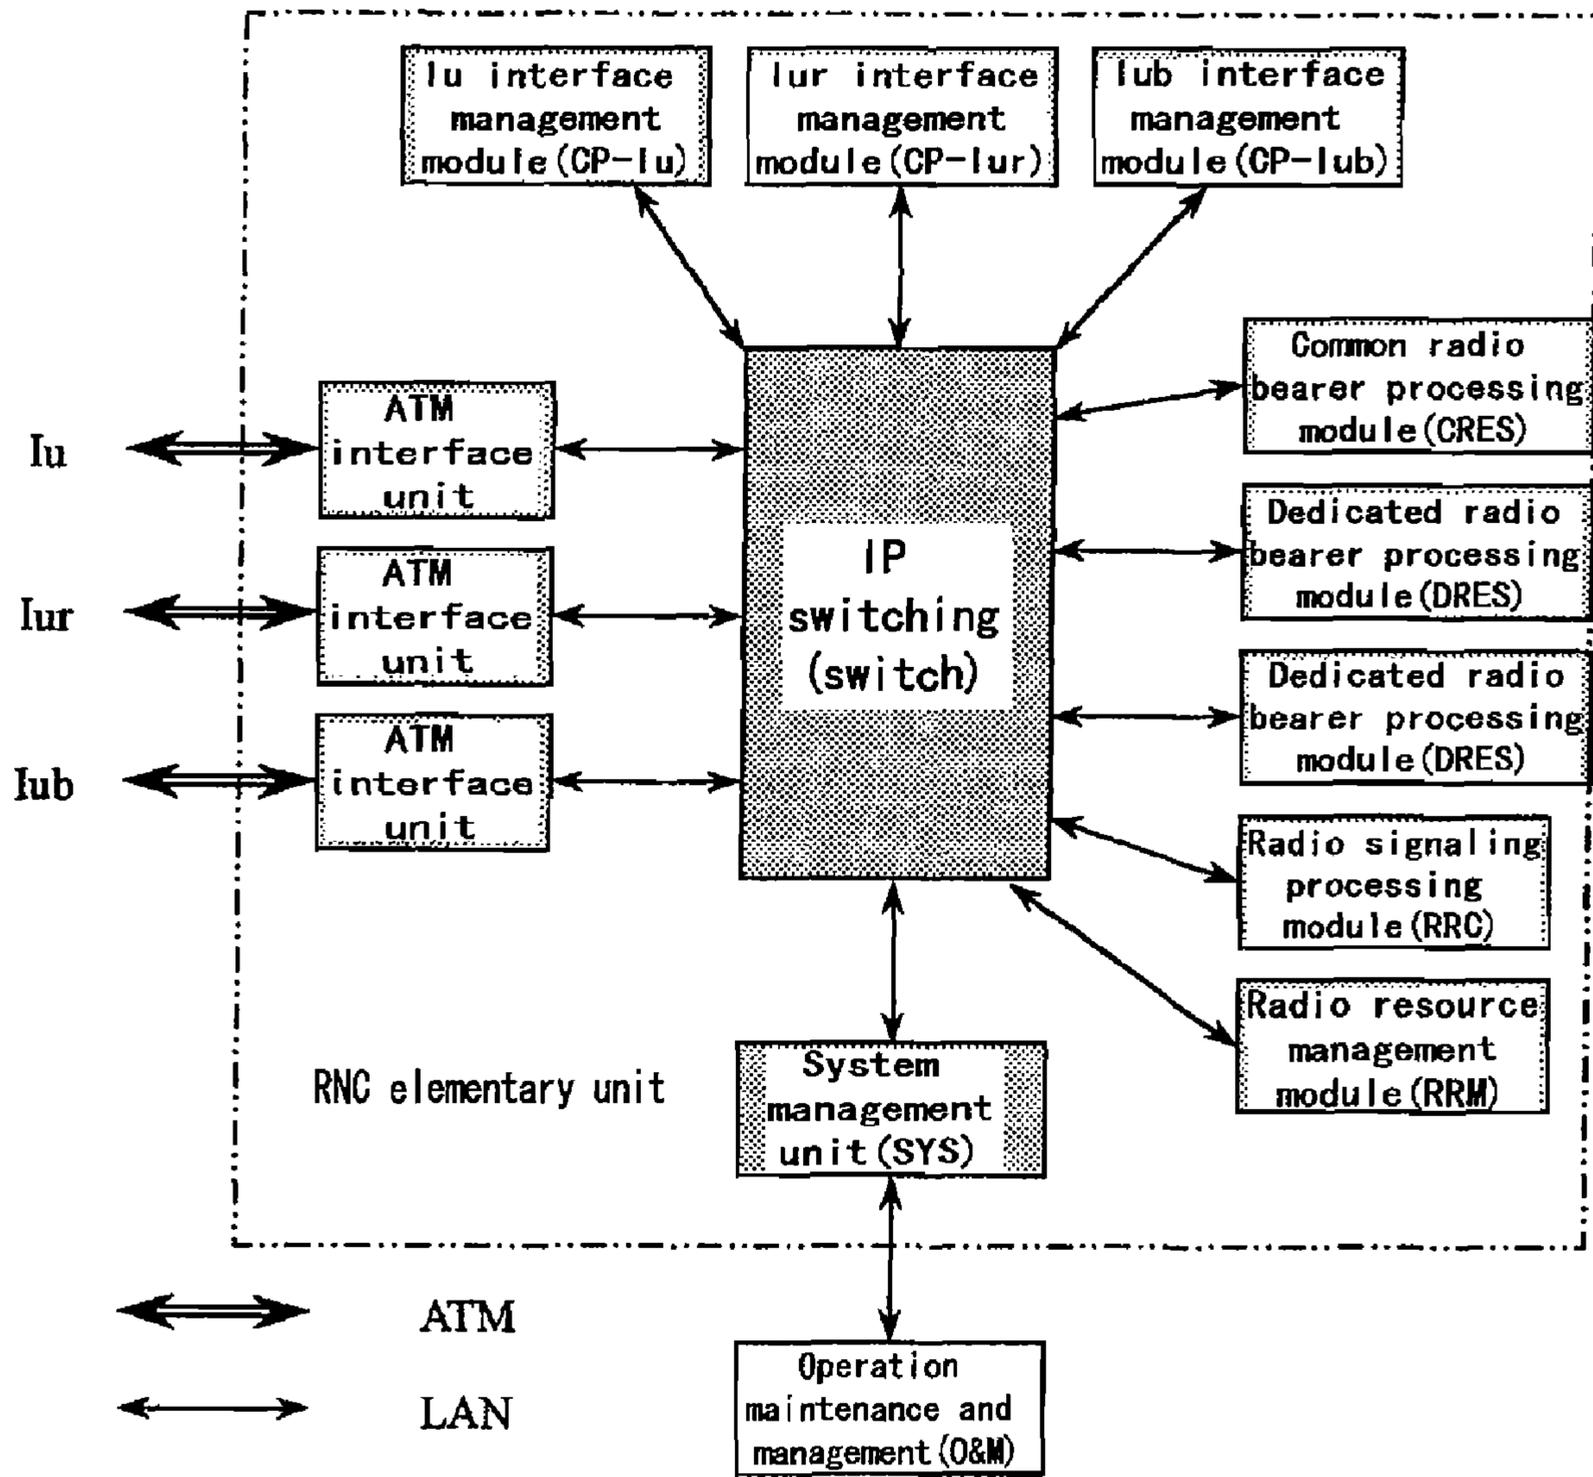 Iu interface
management
module(CP-Iu)
Iur interface
management
module(CP-Iur)
Iub interface
management
module(CP-Iub)
Common radio
bearer processing
module(CRES)
Iu
ATM
interface
unit
Dedicated radio
bearer processing
module(DRES)
IP
switching
(switch)
Iur
ATM
interface
unit
Dedicated radio
bearer processing
module(DRES)
Iub
ATM
interface
unit
Radio signaling
processing
module(RRC)
Radio resource
management
module(RRM)
RNC elementary unit
System
management
unit(SYS)
ATM
LAN
Operation
maintenance and
management(O&M)